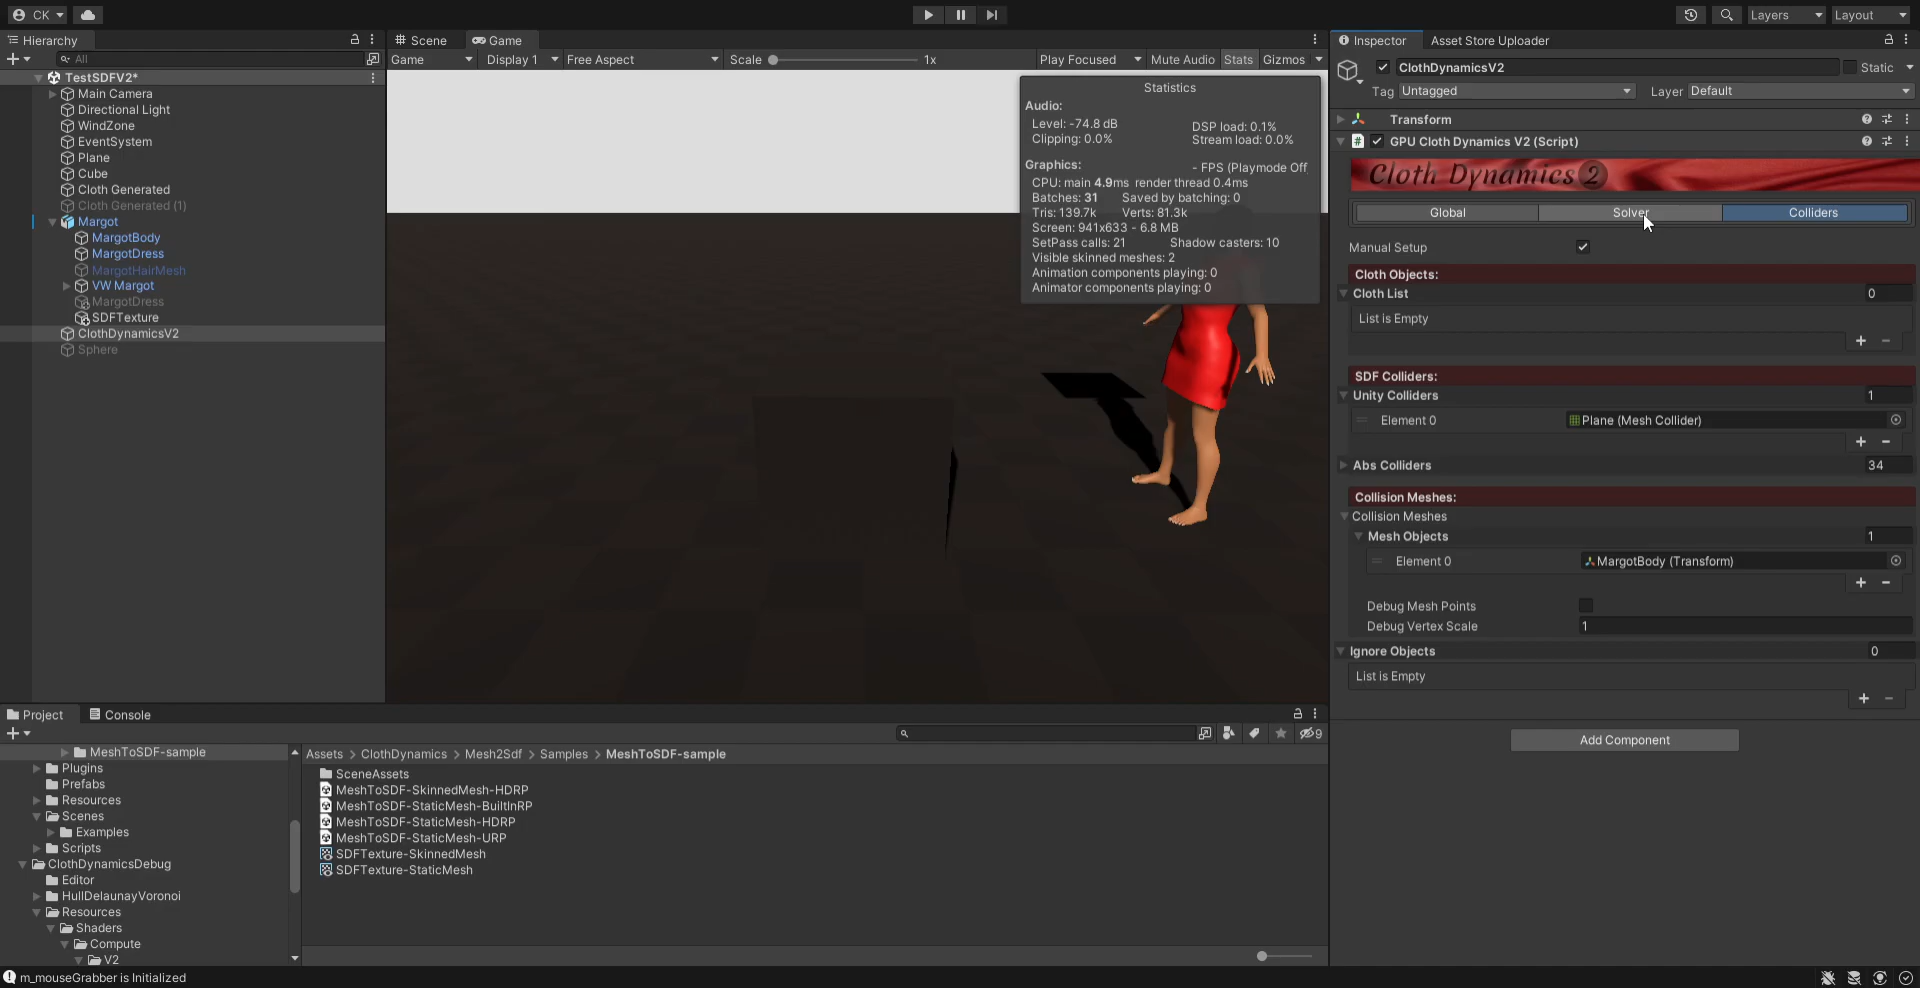 CK
Layers
Layout
Hierarchy
Scene
Game
Inspector
Asset Store Uploader
All
Game
Display 1
Free Aspect
Scale
1x
Play Focused
Mute Audio
Stats
Gizmos
ClothDynamicsV2
Static
Tag Untagged
Layer Default
TestSDFV2*
Main Camera
Directional Light
WindZone
EventSystem
Plane
Cube
Cloth Generated
Cloth Generated (1)
Margot
MargotBody
MargotDress
MargotHairMesh
VW Margot
MargotDress
SDFTexture
ClothDynamicsV2
Sphere
Statistics
Audio:
Level: -74.8 dB
DSP load: 0.1%
Clipping: 0.0%
Stream load: 0.0%
Graphics:
- FPS (Playmode Off
CPU: main 4.9ms render thread 0.4ms
Batches: 31 Saved by batching: 0
Tris: 139.7k Verts: 81.3k
Screen: 941x633 - 6.8 MB
SetPass calls: 21 Shadow casters: 10
Visible skinned meshes: 2
Animation components playing: 0
Animator components playing: 0
Transform
GPU Cloth Dynamics V2 (Script)
Cloth Dynamics 2
Global
Solver
Colliders
Manual Setup
Cloth Objects:
Cloth List 0
List is Empty
SDF Colliders:
Unity Colliders 1
Element 0 Plane (Mesh Collider)
Abs Colliders 34
Collision Meshes:
Collision Meshes
Mesh Objects 1
Element 0 MargotBody (Transform)
Debug Mesh Points
Debug Vertex Scale 1
Ignore Objects 0
List is Empty
Add Component
Project
Console
9
MeshToSDF-sample
Plugins
Prefabs
Resources
Scenes
Examples
Scripts
ClothDynamicsDebug
Editor
HullDelaunayVoronoi
Resources
Shaders
Compute
V2
Assets > ClothDynamics > Mesh2Sdf > Samples > MeshToSDF-sample
SceneAssets
MeshToSDF-SkinnedMesh-HDRP
MeshToSDF-StaticMesh-BuiltInRP
MeshToSDF-StaticMesh-HDRP
MeshToSDF-StaticMesh-URP
SDFTexture-SkinnedMesh
SDFTexture-StaticMesh
m_mouseGrabber is Initialized